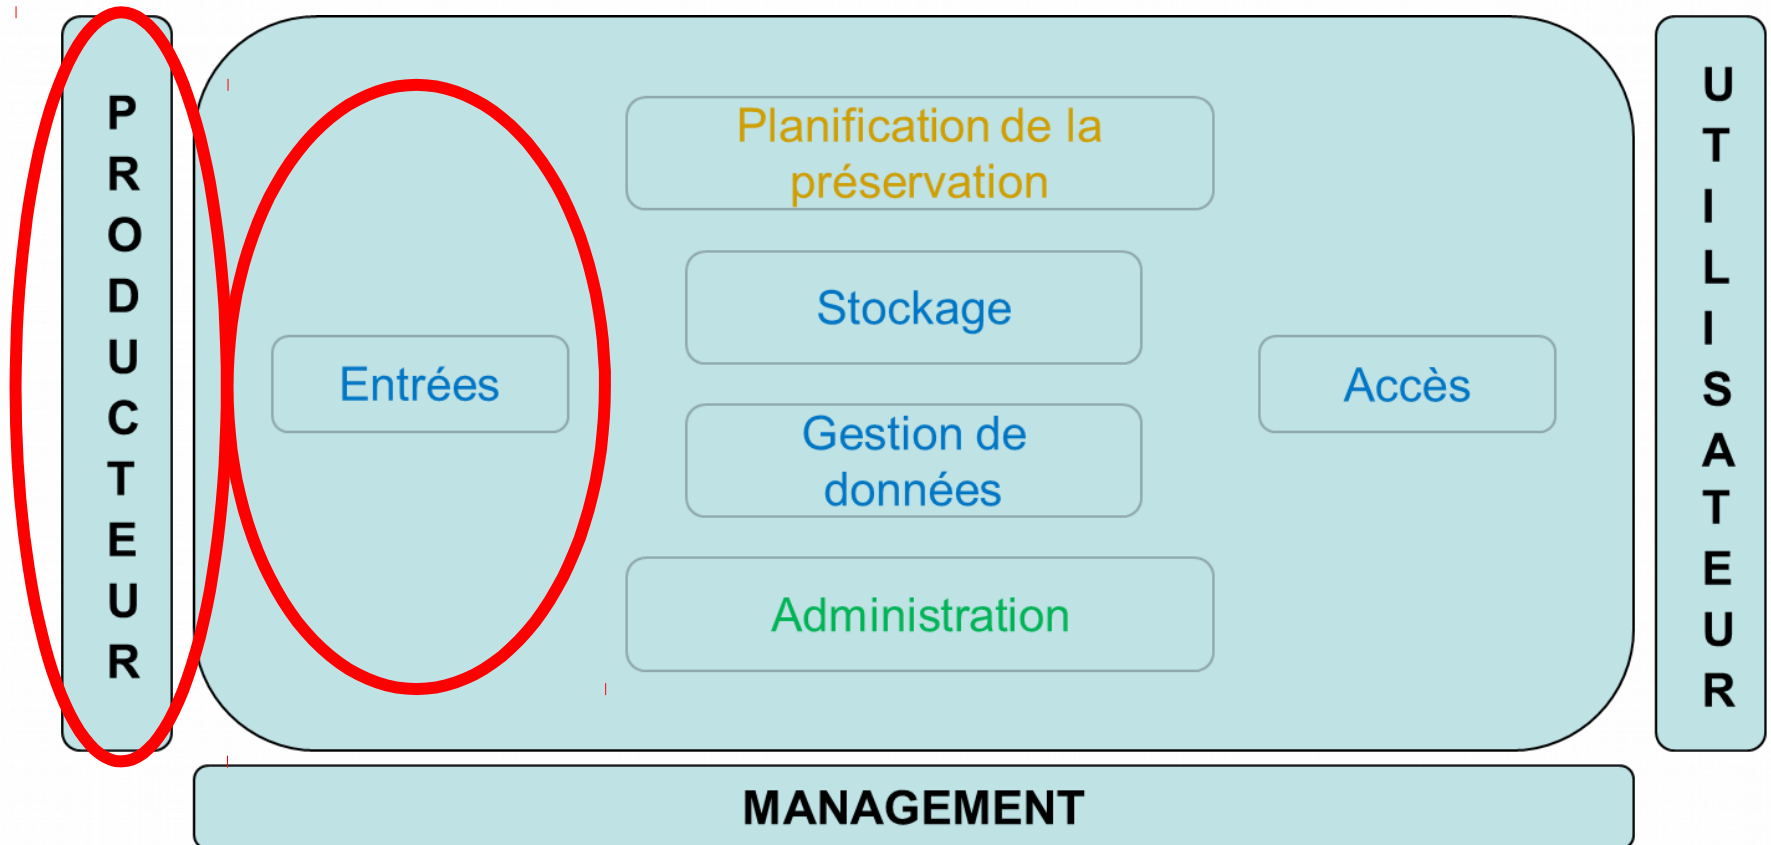 PRODUCTEUR
Planification de la
préservation
Stockage
Entrées
Gestion de
données
Administration
Accès
UTILISATEUR
MANAGEMENT